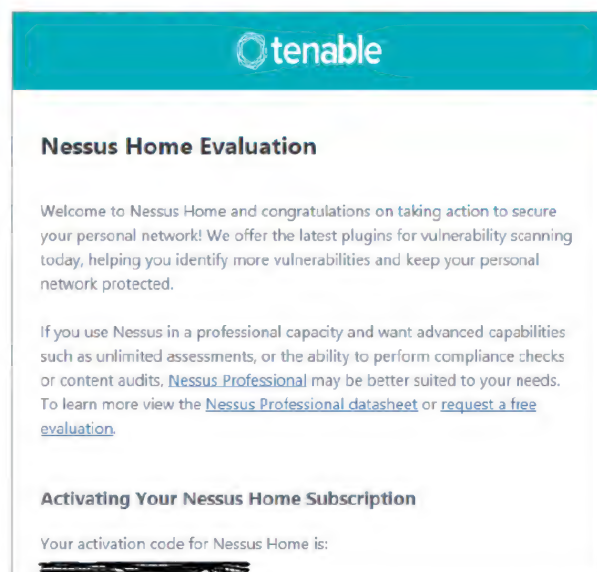 tenable
Nessus Home Evaluation
Welcome to Nessus Home and congratulations on taking action to secure
your personal network! We offer the latest plugins for vulnerability scanning
today, helping you identify more vulnerabilities and keep your personal
network protected.
If you use Nessus in a professional capacity and want advanced capabilities
such as unlimited assessments, or the ability to perform compliance checks
or content audits, Nessus Professional may be better suited to your needs.
To learn more view the Nessus Professional datasheet or request a free
evaluation.
Activating Your Nessus Home Subscription
Your activation code for Nessus Home is: